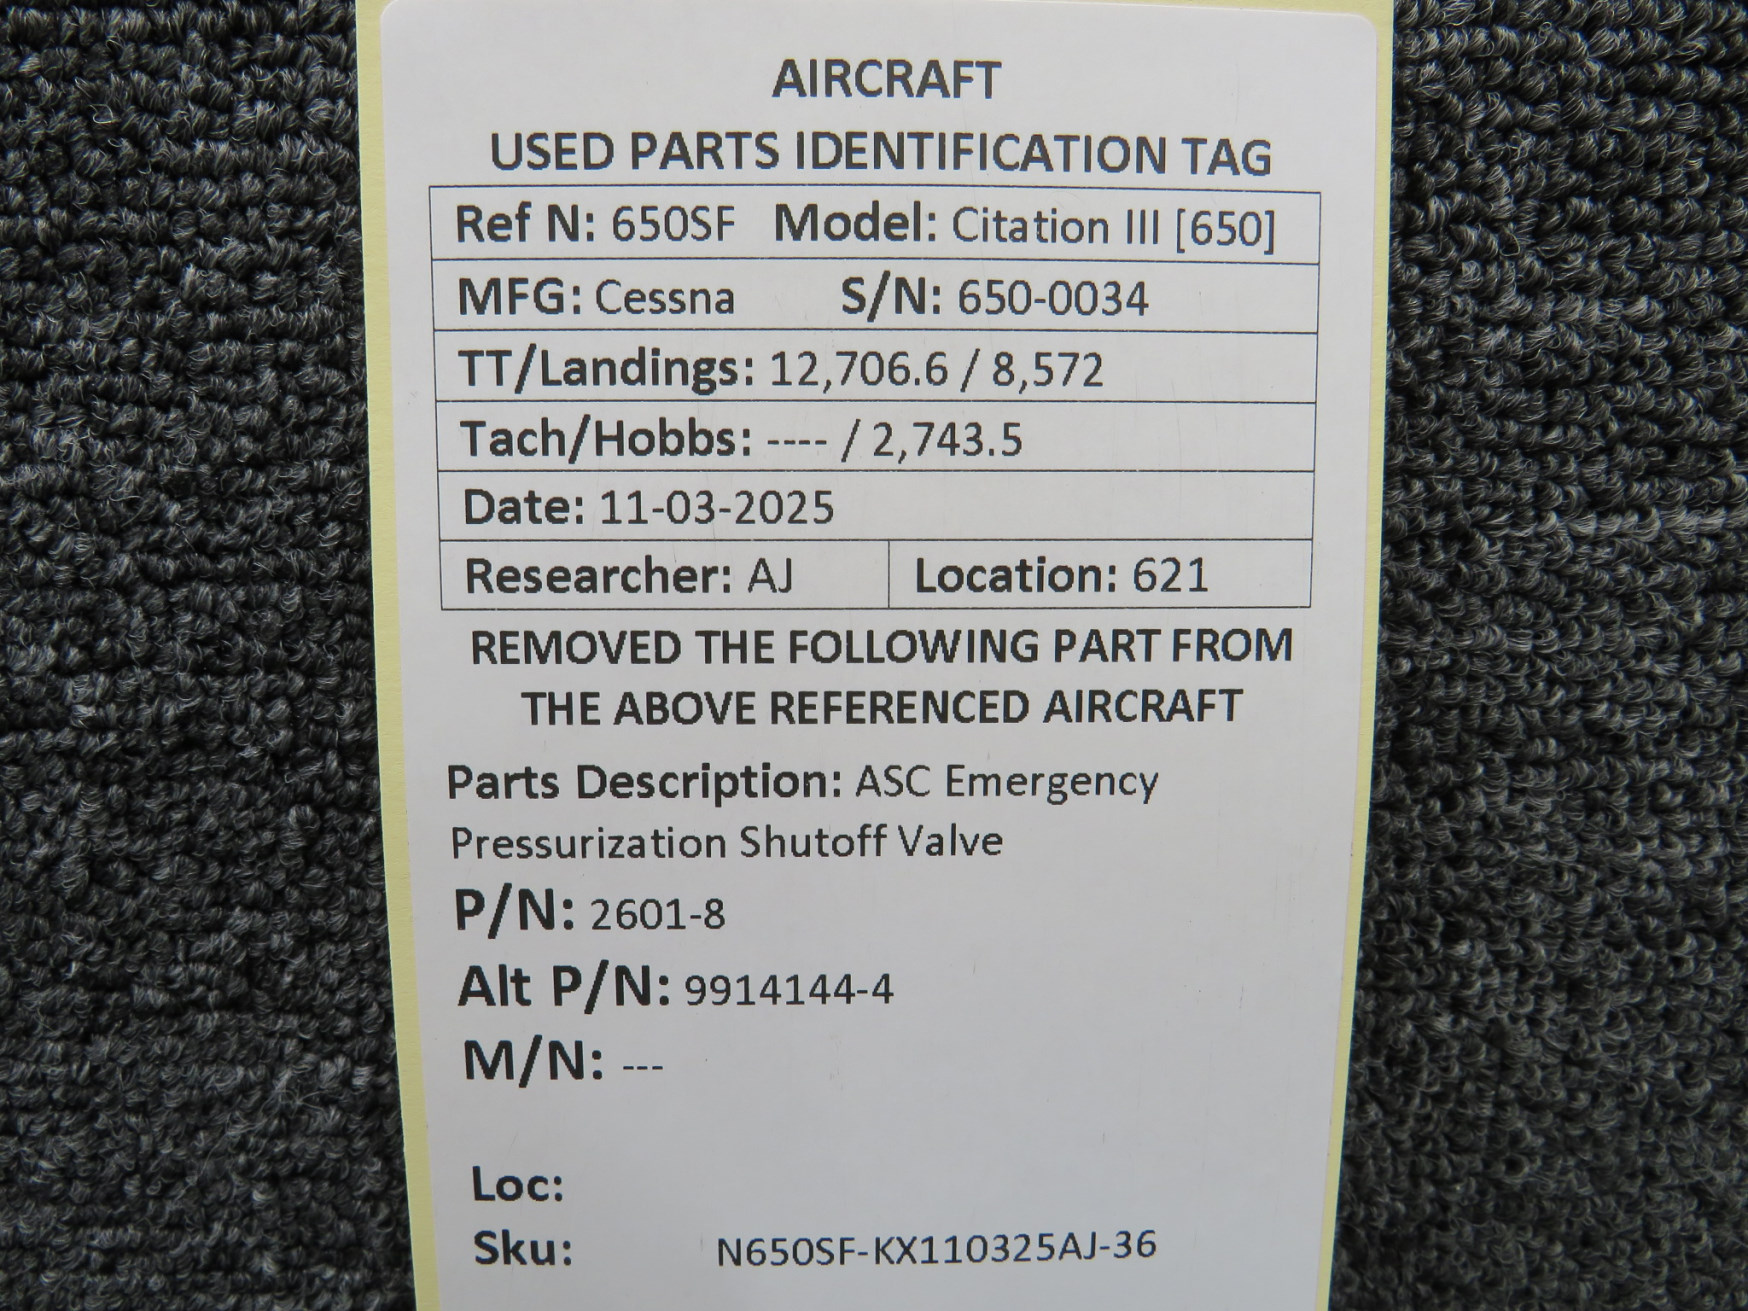 AIRCRAFT
USED PARTS IDENTIFICATION TAG
Ref N: 650SF Model: Citation III [650]
MFG: Cessna S/N: 650-0034
TT/Landings: 12,706.6 / 8,572
Tach/Hobbs: ---- / 2,743.5
Date: 11-03-2025
Researcher: AJ Location: 621
REMOVED THE FOLLOWING PART FROM
THE ABOVE REFERENCED AIRCRAFT
Parts Description: ASC Emergency
Pressurization Shutoff Valve
P/N: 2601-8
Alt P/N: 9914144-4
M/N: ---
Loc:
Sku: N650SF-KX110325AJ-36